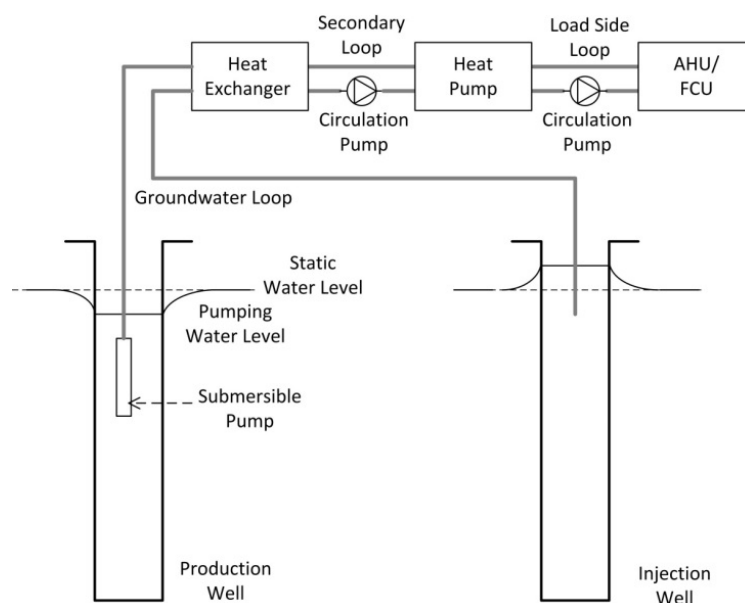 Secondary
Loop
Load Side
Loop
Heat
Exchanger
Heat
Pump
AHU/
FCU
Circulation
Pump
Circulation
Pump
Groundwater Loop
Static
Water Level
Pumping
Water Level
Submersible
Pump
Production
Well
Injection
Well